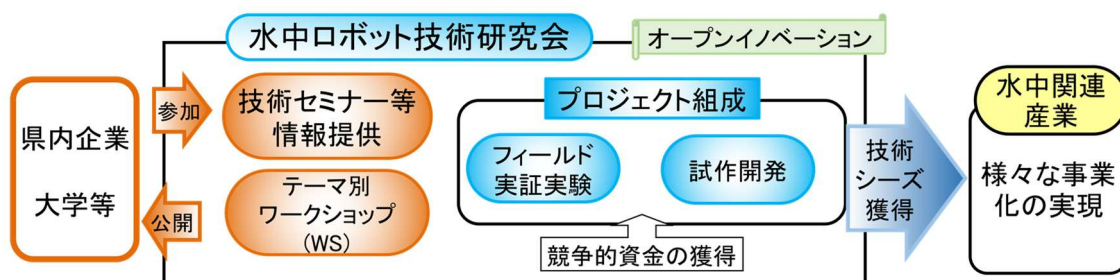 水中ロボット技術研究会
オープンイノベーション
県内企業
大学等
参加
公開
技術セミナー等
情報提供
テーマ別
ワークショップ
(WS)
プロジェクト組成
フィールド
実証実験
試作開発
競争的資金の獲得
技術
シーズ
獲得
水中関連
産業
様々な事業
化の実現